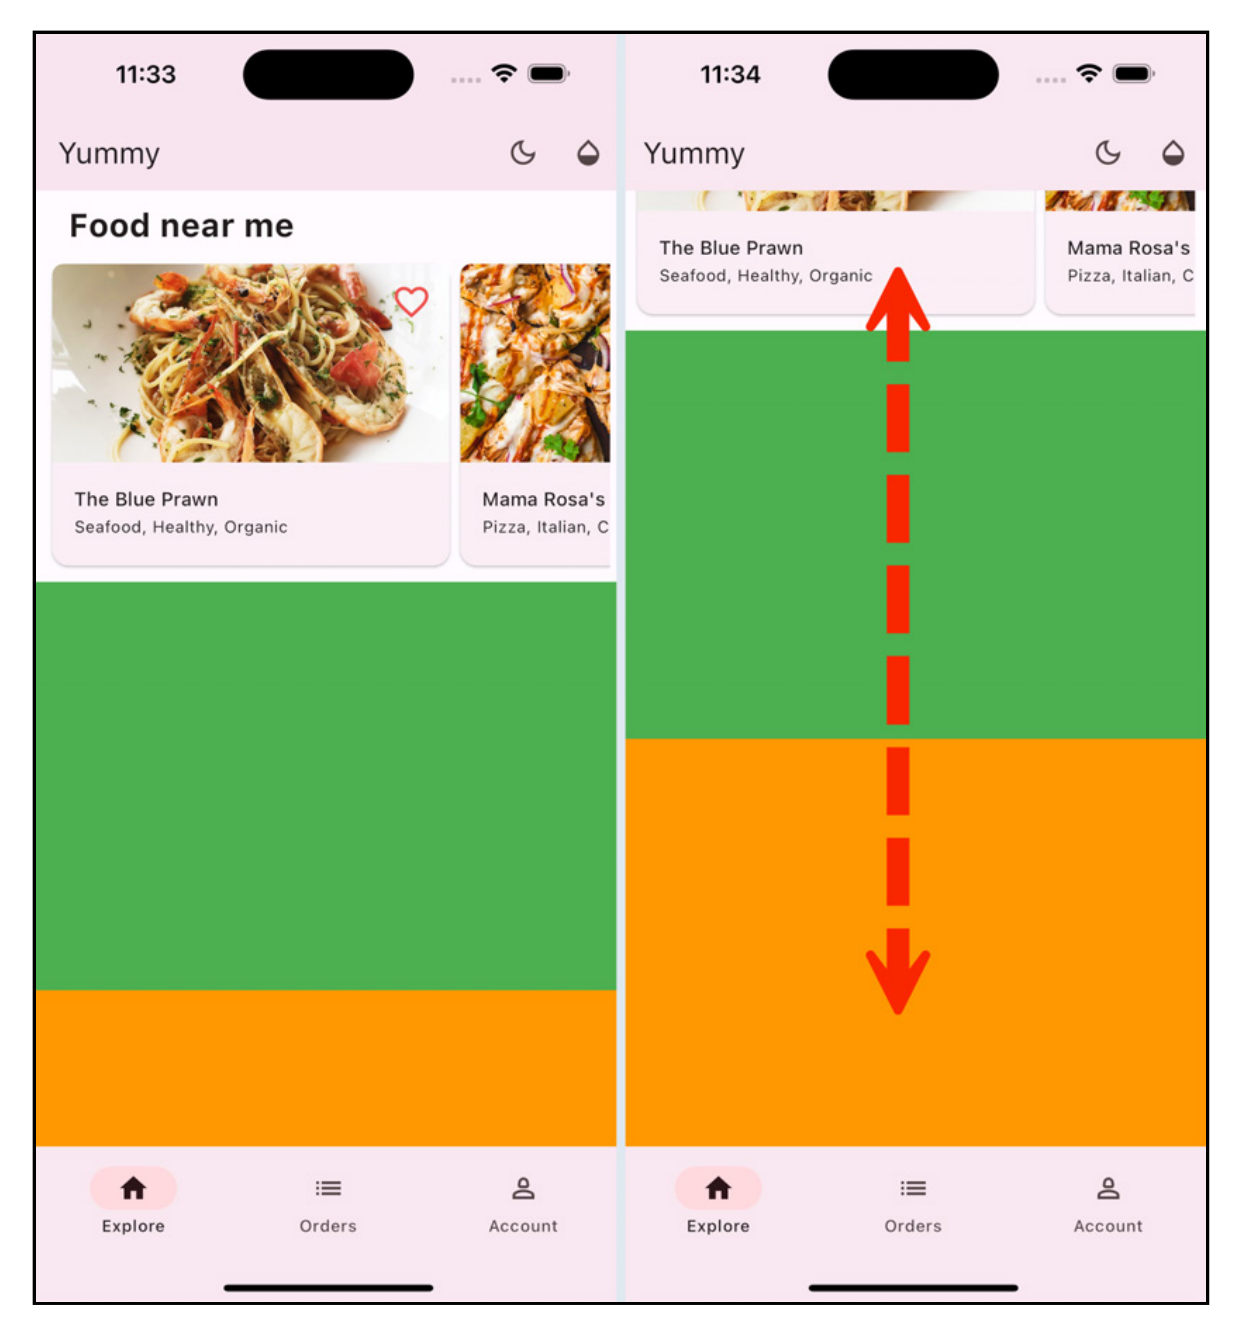 11:33
Yummy
Food near me
The Blue Prawn
Seafood, Healthy, Organic
Mama Rosa's
Pizza, Italian, C
Explore
Orders
Account
11:34
Yummy
The Blue Prawn
Seafood, Healthy, Organic
Mama Rosa's
Pizza, Italian, C
Explore
Orders
Account